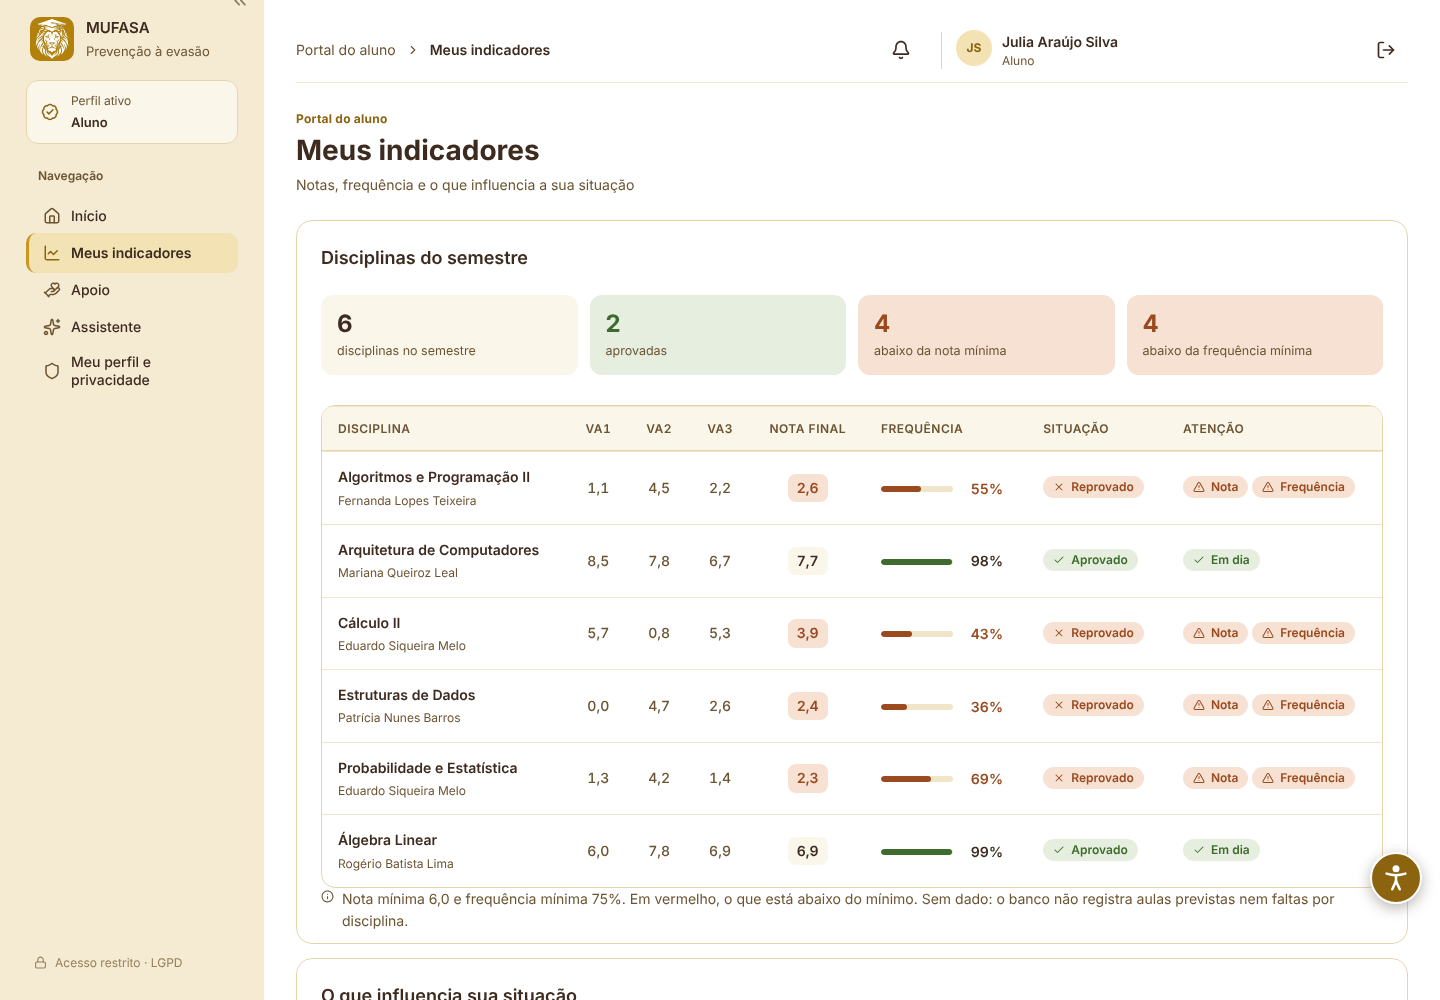 MUFASA
Prevenção à evasão
Perfil ativo
Aluno
Navegação
Início
Meus indicadores
Apoio
Assistente
Meu perfil e
privacidade
Acesso restrito · LGPD
Portal do aluno > Meus indicadores
JS
Julia Araújo Silva
Aluno
Portal do aluno
Meus indicadores
Notas, frequência e o que influencia a sua situação
Disciplinas do semestre
6
disciplinas no semestre
2
aprovadas
4
abaixo da nota mínima
4
abaixo da frequência mínima
DISCIPLINA VA1 VA2 VA3 NOTA FINAL FREQUÊNCIA SITUAÇÃO ATENÇÃO
Algoritmos e Programação II
Fernanda Lopes Teixeira
1,1 4,5 2,2 2,6 55% Reprovado Nota Frequência
Arquitetura de Computadores
Mariana Queiroz Leal
8,5 7,8 6,7 7,7 98% Aprovado Em dia
Cálculo II
Eduardo Siqueira Melo
5,7 0,8 5,3 3,9 43% Reprovado Nota Frequência
Estruturas de Dados
Patrícia Nunes Barros
0,0 4,7 2,6 2,4 36% Reprovado Nota Frequência
Probabilidade e Estatística
Eduardo Siqueira Melo
1,3 4,2 1,4 2,3 69% Reprovado Nota Frequência
Álgebra Linear
Rogério Batista Lima
6,0 7,8 6,9 6,9 99% Aprovado Em dia
Nota mínima 6,0 e frequência mínima 75%. Em vermelho, o que está abaixo do mínimo. Sem dado: o banco não registra aulas previstas nem faltas por
disciplina.
O que influencia sua situação